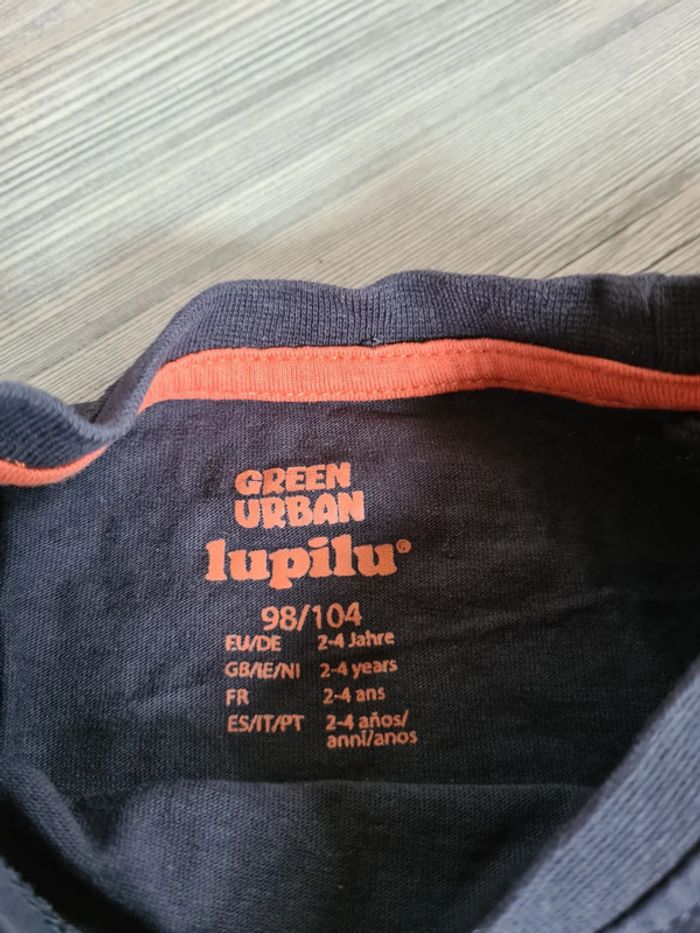 GREEN
URBAN
lupilu®
98/104
EU/DE 2-4 Jahre
GB/IE/NI 2-4 years
FR 2-4 ans
ES/IT/PT 2-4 años/
anni/anos